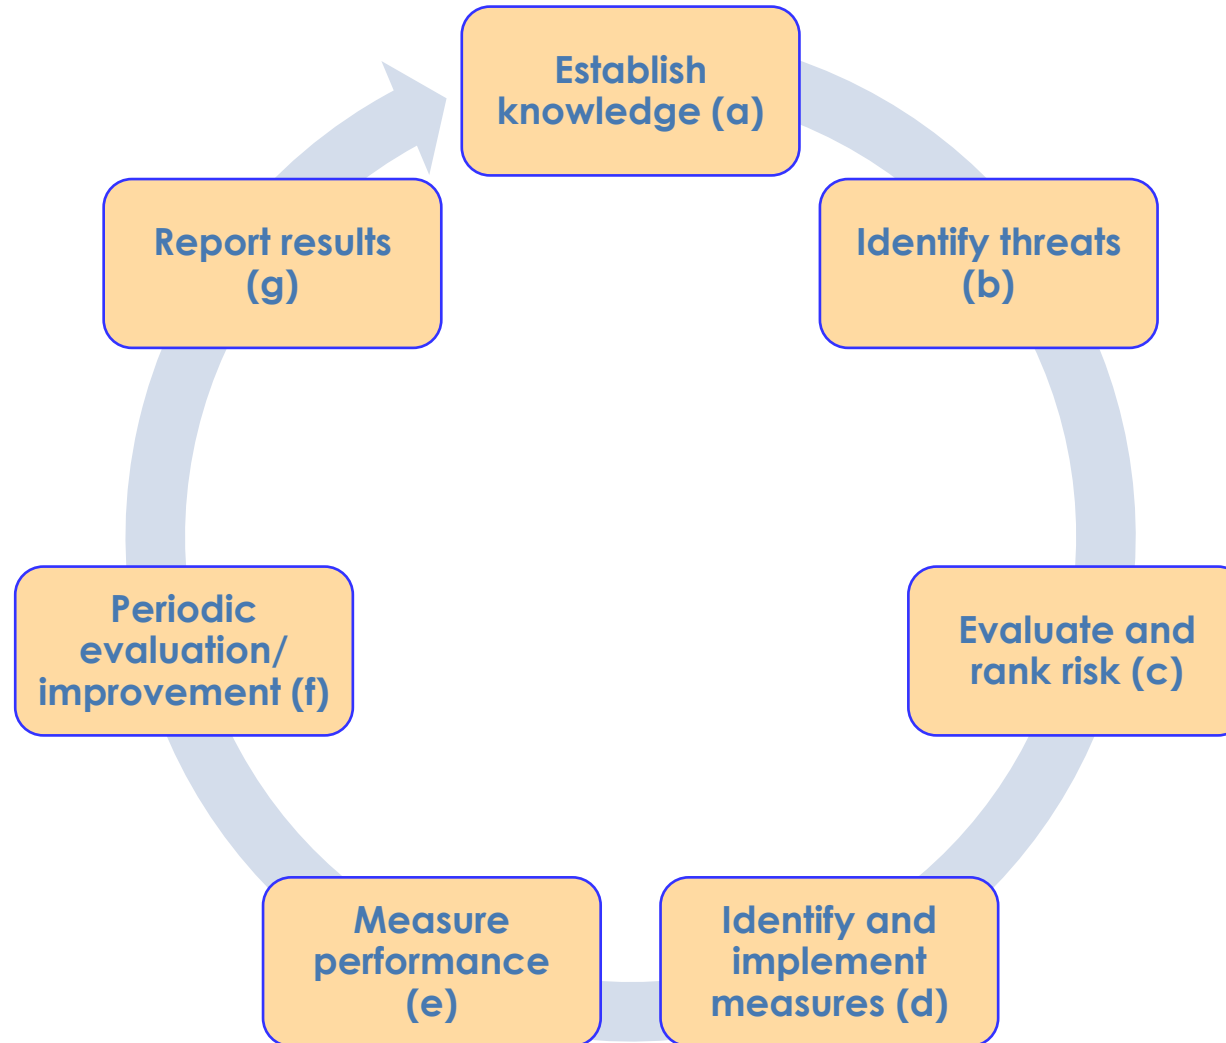 Establish
knowledge (a)
Identify threats
(b)
Evaluate and
rank risk (c)
Identify and
implement
measures (d)
Measure
performance
(e)
Periodic
evaluation/
improvement (f)
Report results
(g)